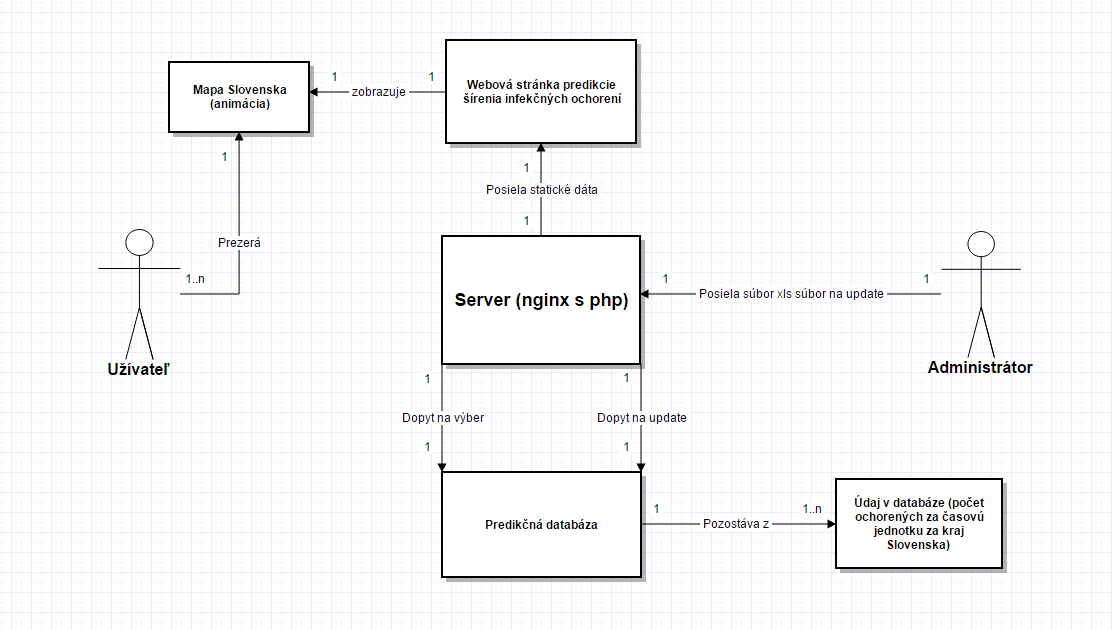 Mapa Slovenska
(animácia)
1
zobrazuje
1
Webová stránka predikcie
šírenia infekčných ochorení
1
1
Posiela statické dáta
1
Prezerá
1..n
Užívateľ
Server (nginx s php)
1
Posiela súbor xls súbor na update
1
Administrátor
1
Dopyt na výber
1
1
Dopyt na update
1
Predikčná databáza
1
Pozostáva z
1..n
Údaj v databáze (počet
ochorených za časovú
jednotku za kraj
Slovenska)